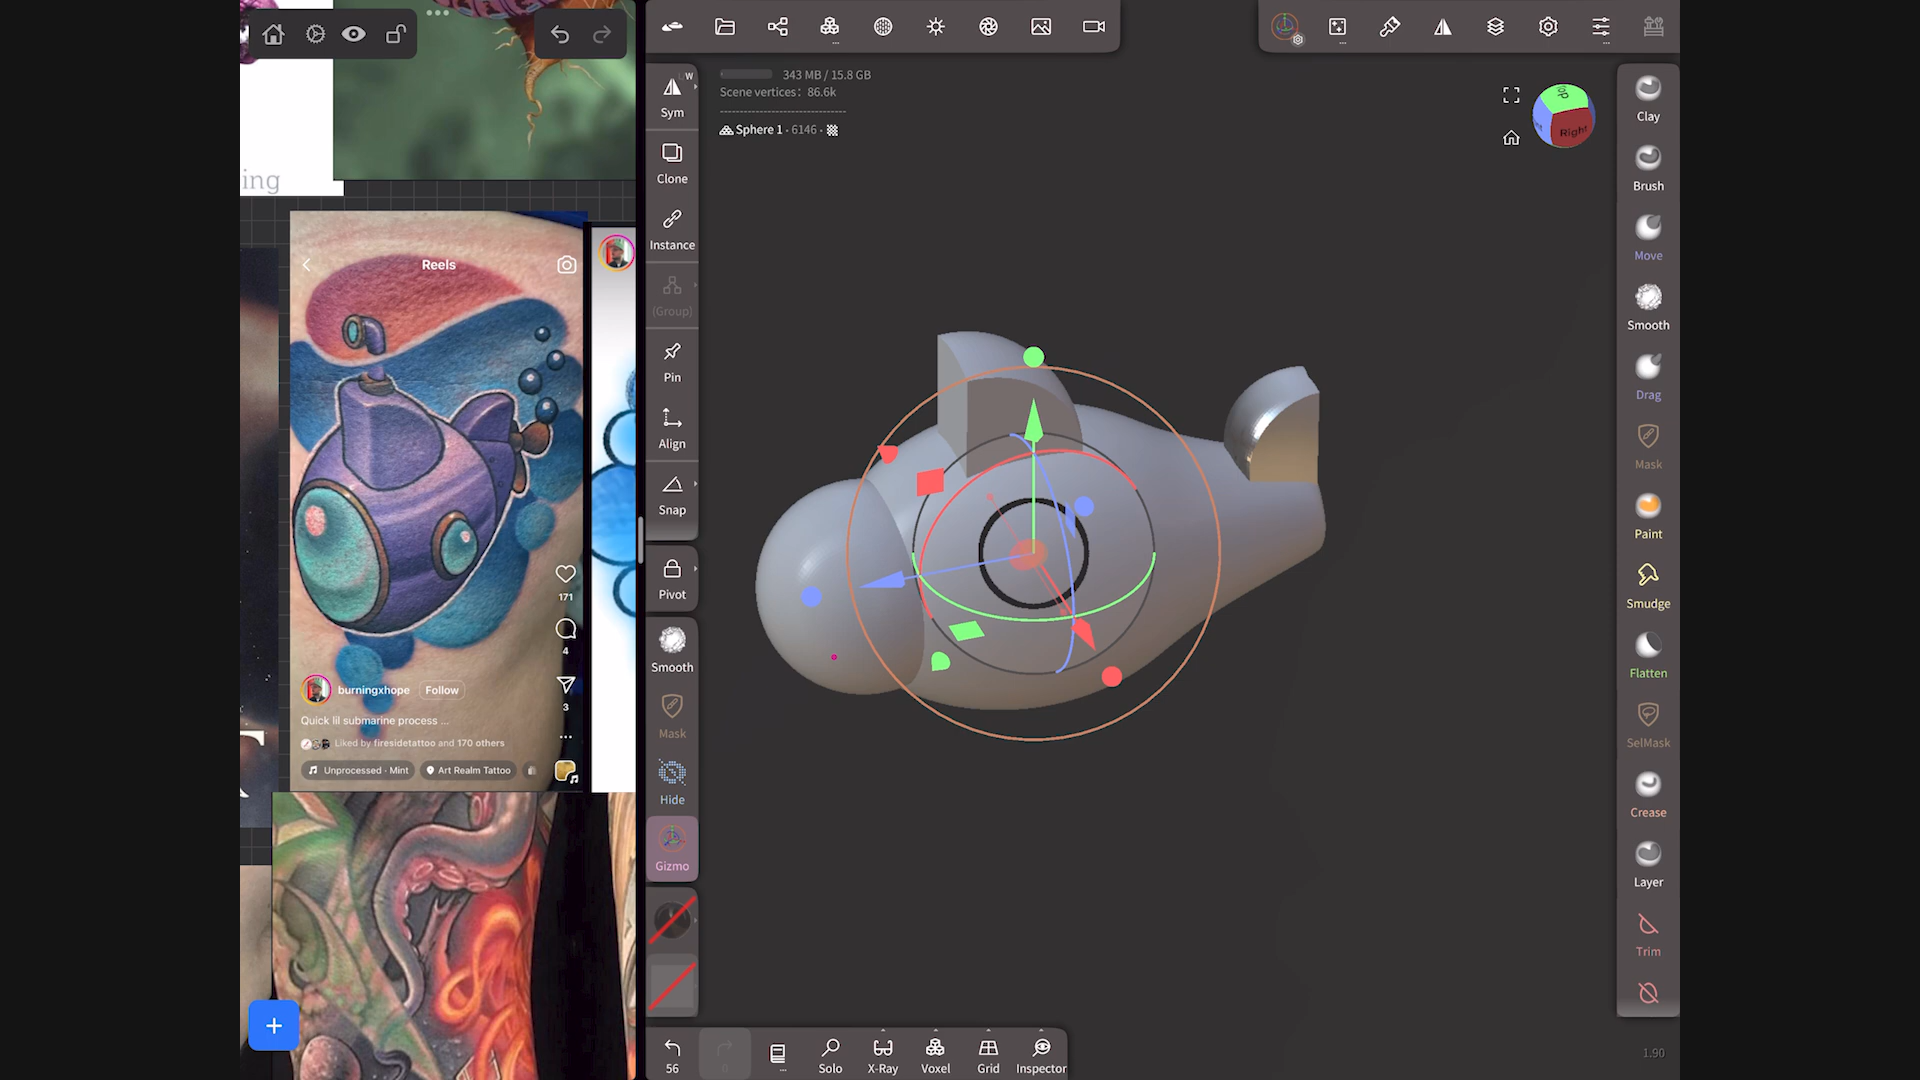 ing
Reels
171
4
3
burningxhope
Follow
Quick lil submarine process ...
Liked by firesidetattoo and 170 others
Unprocessed · Mint
Art Realm Tattoo
W
Sym
Clone
Instance
(Group)
Pin
Align
Snap
Pivot
Smooth
Mask
Hide
Gizmo
343 MB / 15.8 GB
Scene vertices: 86.6k
Sphere 1 · 6146 ·
Top
Right
Clay
Brush
Move
Smooth
Drag
Mask
Paint
Smudge
Flatten
SelMask
Crease
Layer
Trim
56
0
Solo
X-Ray
Voxel
Grid
Inspector
1.90